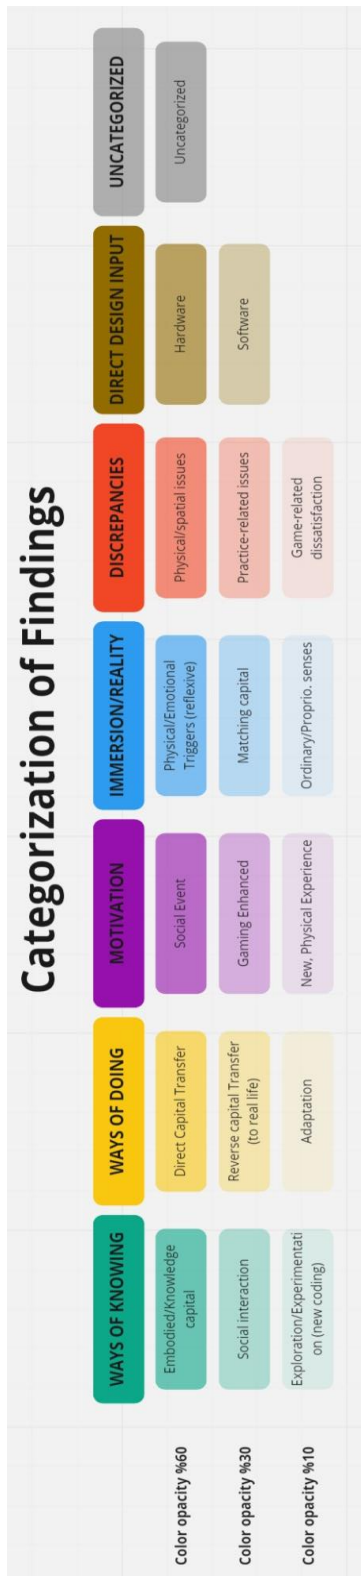 Categorization of Findings
WAYS OF KNOWING
WAYS OF DOING
MOTIVATION
IMMERSION/REALITY
DISCREPANCIES
DIRECT DESIGN INPUT
UNCATEGORIZED
Color opacity %60
Embodied/Knowledge
capital
Direct Capital Transfer
Social Event
Physical/Emotional
Triggers (reflexive)
Physical/spatial issues
Hardware
Uncategorized
Color opacity %30
Social interaction
Reverse capital Transfer
(to real life)
Gaming Enhanced
Matching capital
Practice-related issues
Software
Color opacity %10
Exploration/Experimentati
on (new coding)
Adaptation
New, Physical Experience
Ordinary/Proprio. senses
Game-related
dissatisfaction